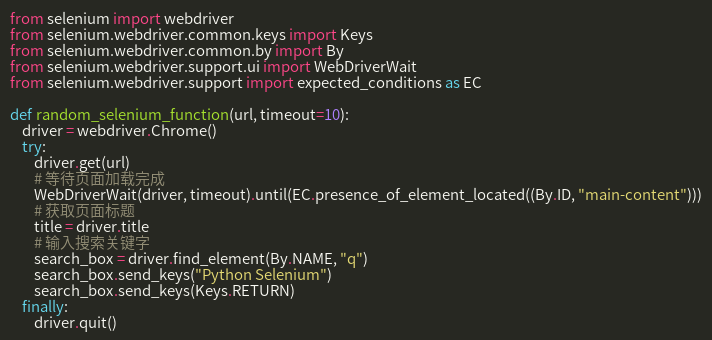 from selenium import webdriver
from selenium.webdriver.common.keys import Keys
from selenium.webdriver.common.by import By
from selenium.webdriver.support.ui import WebDriverWait
from selenium.webdriver.support import expected_conditions as EC

def random_selenium_function(url, timeout=10):
    driver = webdriver.Chrome()
    try:
        driver.get(url)
        # 等待页面加载完成
        WebDriverWait(driver, timeout).until(EC.presence_of_element_located((By.ID, "main-content")))
        # 获取页面标题
        title = driver.title
        # 输入搜索关键字
        search_box = driver.find_element(By.NAME, "q")
        search_box.send_keys("Python Selenium")
        search_box.send_keys(Keys.RETURN)
    finally:
        driver.quit()